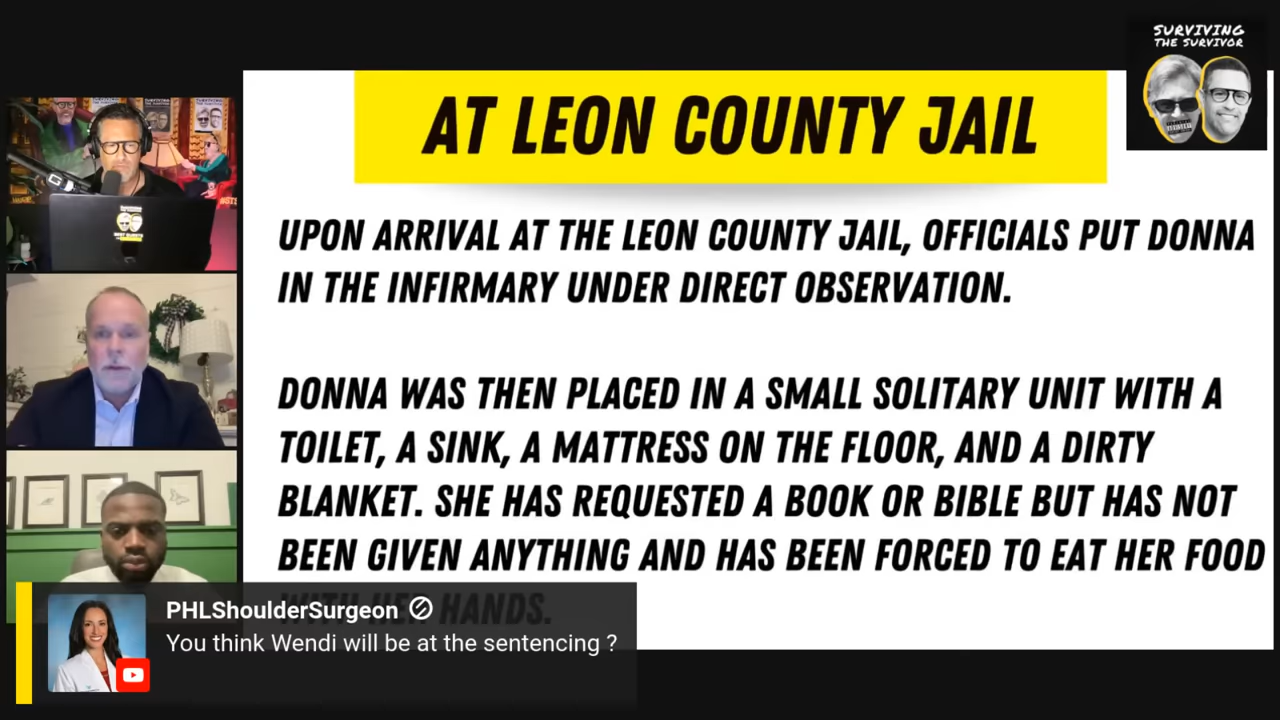 SURVIVING
THE SURVIVOR
AT LEON COUNTY JAIL
UPON ARRIVAL AT THE LEON COUNTY JAIL, OFFICIALS PUT DONNA
IN THE INFIRMARY UNDER DIRECT OBSERVATION.
DONNA WAS THEN PLACED IN A SMALL SOLITARY UNIT WITH A
TOILET, A SINK, A MATTRESS ON THE FLOOR, AND A DIRTY
BLANKET. SHE HAS REQUESTED A BOOK OR BIBLE BUT HAS NOT
BEEN GIVEN ANYTHING AND HAS BEEN FORCED TO EAT HER FOOD
WITH HER HANDS.
PHLShoulderSurgeon
You think Wendi will be at the sentencing ?